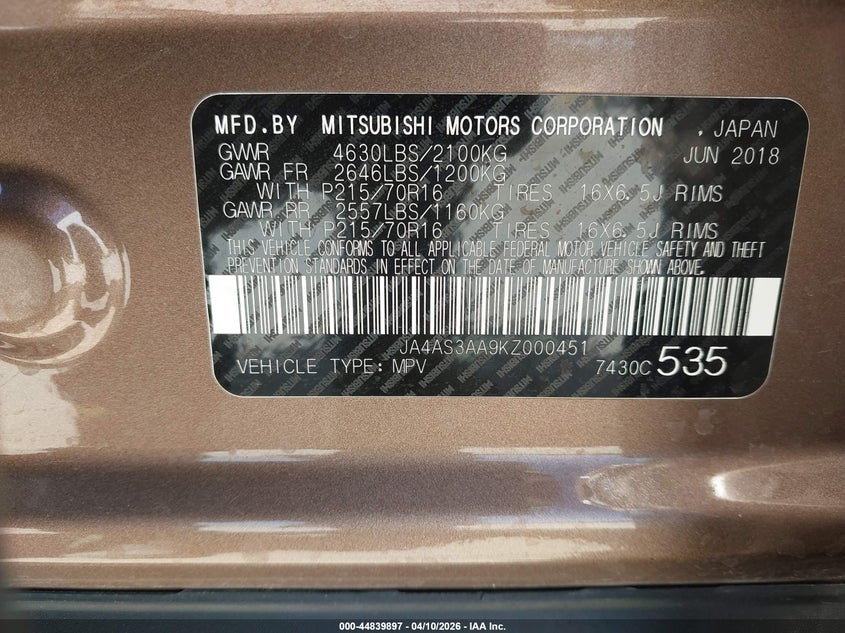 MFD.BY MITSUBISHI MOTORS CORPORATION . JAPAN
GVWR 4630LBS/2100KG JUN 2018
GAWR FR 2646LBS/1200KG
WITH P215/70R16 TIRES 16X6.5J RIMS
GAWR RR 2557LBS/1160KG
WITH P215/70R16 TIRES 16X6.5J RIMS
THIS VEHICLE CONFORMS TO ALL APPLICABLE FEDERAL MOTOR VEHICLE SAFETY AND THEFT
PREVENTION STANDARDS IN EFFECT ON THE DATE OF MANUFACTURE SHOWN ABOVE.
JA4AS3AA9KZ000451
VEHICLE TYPE: MPV 7430C 535
000-44839897 — 04/10/2026 — IAA Inc.